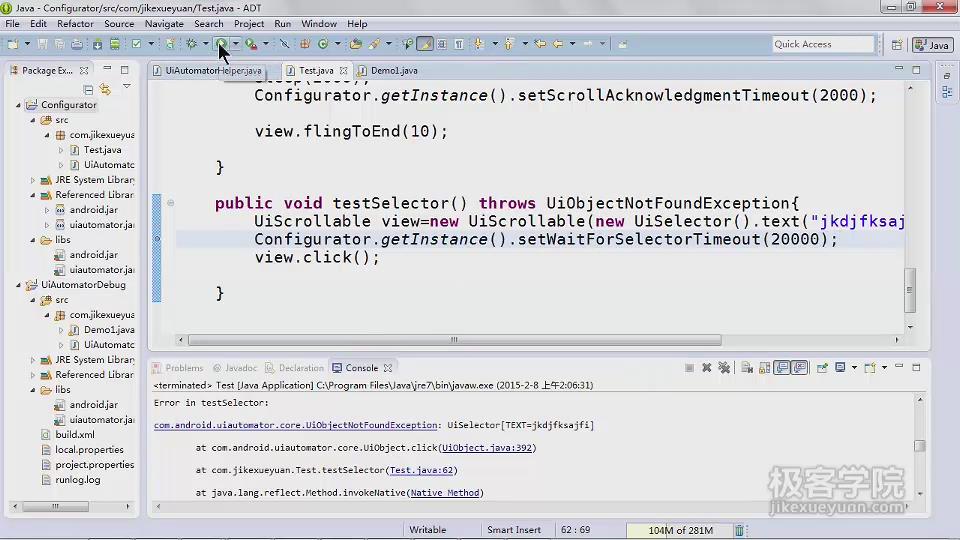 Java - Configurator/src/com/jikexueyuan/Test.java - ADT
File Edit Refactor Source Navigate Search Project Run Window Help
Quick Access
Java
Package Ex...
UiAutomatorHelper.java
Test.java
Demo1.java
Configurator
src
com.jikexueyua
Test.java
UiAutomato
JRE System Library
Referenced Librar
android.jar
uiautomator.jar
libs
android.jar
uiautomator.jar
UiAutomatorDebug
src
com.jikexueyua
Demo1.java
UiAutomato
JRE System Library
Referenced Librar
libs
android.jar
uiautomator.jar
build.xml
local.properties
project.properties
runlog.log
Configurator.getInstance().setScrollAcknowledgmentTimeout(2000);
view.flingToEnd(10);
}
public void testSelector() throws UiObjectNotFoundException{
UiScrollable view=new UiScrollable(new UiSelector().text("jkdjfksaj
Configurator.getInstance().setWaitForSelectorTimeout(20000);
view.click();
}
Problems Javadoc Declaration Console
<terminated> Test [Java Application] C:\Program Files\Java\jre7\bin\javaw.exe (2015-2-8 上午2:06:31)
Error in testSelector:
com.android.uiautomator.core.UiObjectNotFoundException: UiSelector[TEXT=jkdjfksajfi]
at com.android.uiautomator.core.UiObject.click(UiObject.java:392)
at com.jikexueyuan.Test.testSelector(Test.java:62)
at java.lang.reflect.Method.invokeNative(Native Method)
极客学院
jikexueyuan.com
Writable
Smart Insert
62 : 69
104M of 281M